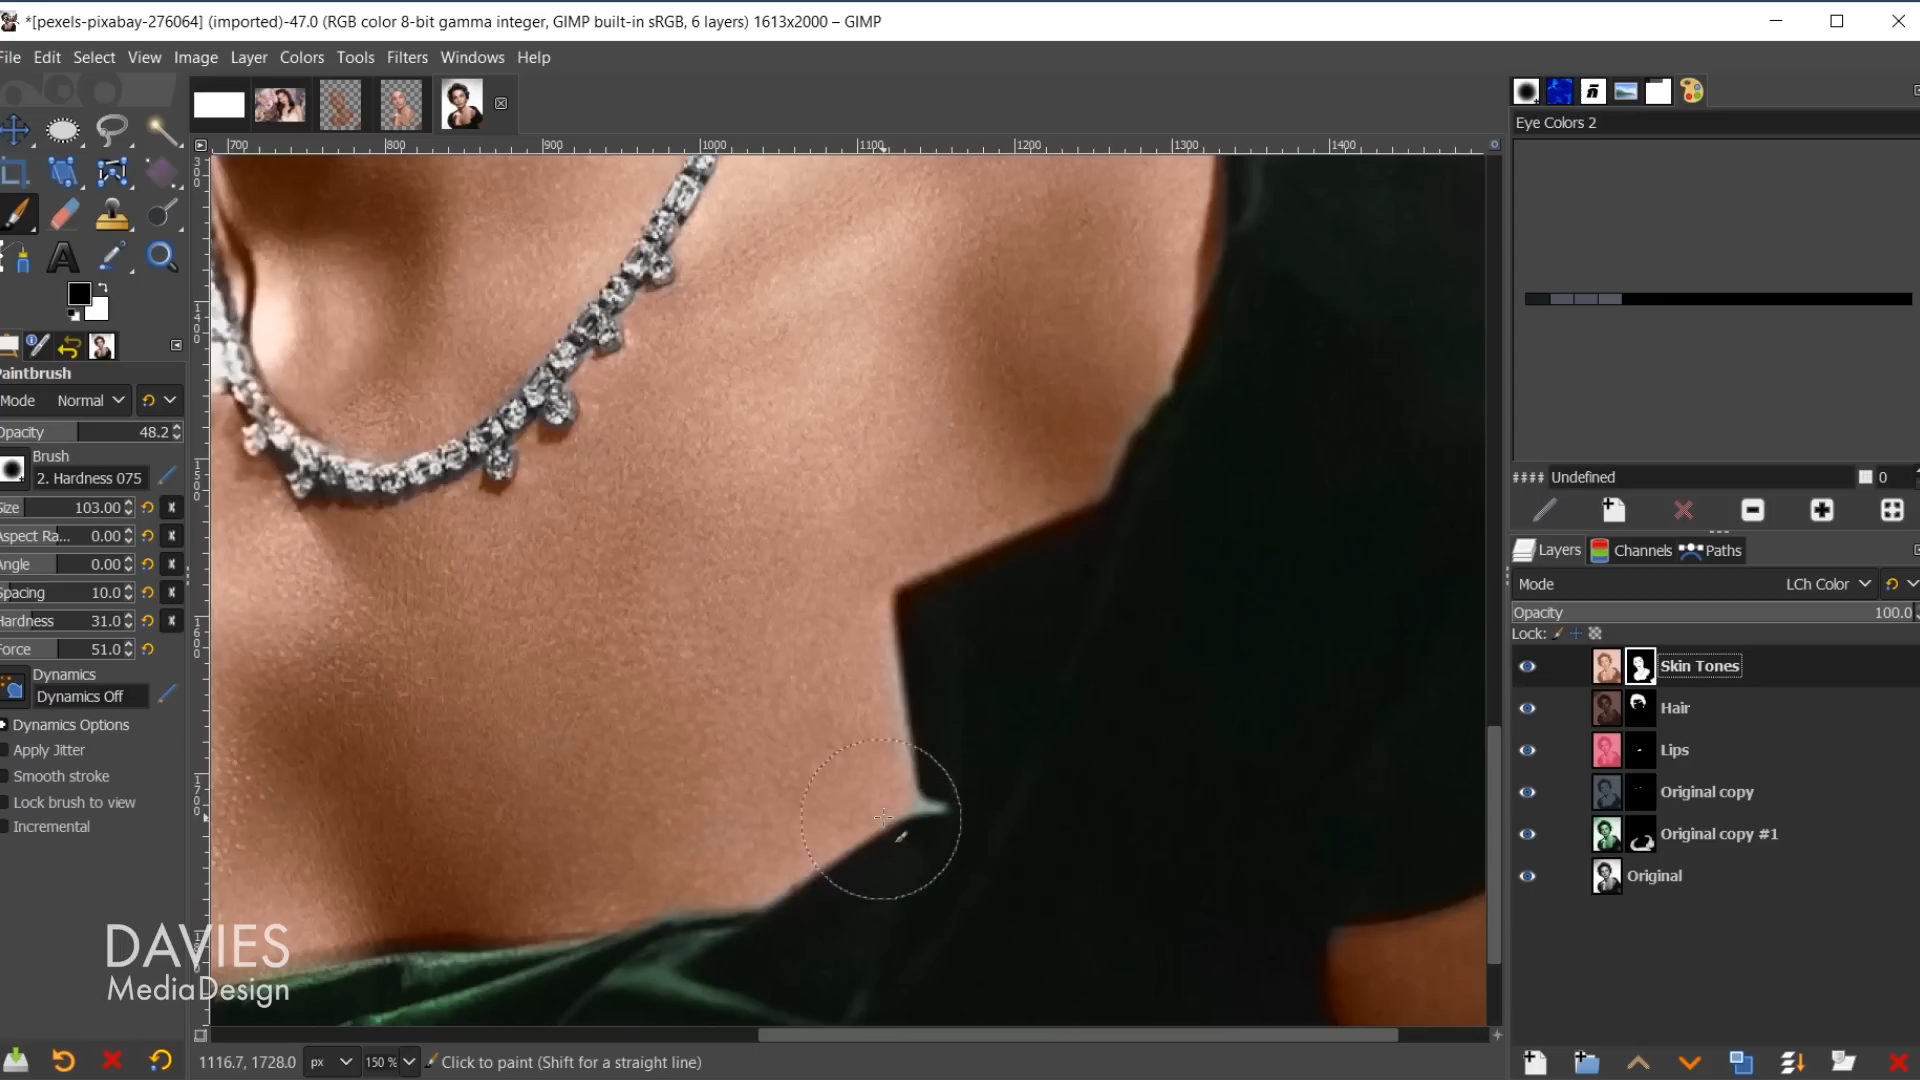 *[pexels-pixabay-276064] (imported)-47.0 (RGB color 8-bit gamma integer, GIMP built-in sRGB, 6 layers) 1613x2000 – GIMP
File Edit Select View Image Layer Colors Tools Filters Windows Help
700 800 900 1000 1100 1200 1300 1400
Paintbrush
Mode Normal
Opacity 48.2
Brush
2. Hardness 075
Size 103.00
Aspect Ra... 0.00
Angle 0.00
Spacing 10.0
Hardness 31.0
Force 51.0
Dynamics
Dynamics Off
Dynamics Options
Apply Jitter
Smooth stroke
Lock brush to view
Incremental
DAVIES
MediaDesign
1116.7, 1728.0 px 150 % Click to paint (Shift for a straight line)
Eye Colors 2
#### Undefined 0
Layers Channels Paths
Mode LCh Color
Opacity 100.0
Lock:
Skin Tones
Hair
Lips
Original copy
Original copy #1
Original